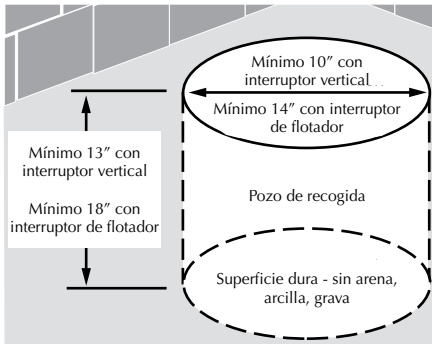 Mínimo 10” con
interruptor vertical
Mínimo 14” con interruptor
de flotador
Mínimo 13” con
interruptor vertical
Mínimo 18” con
interruptor de flotador
Pozo de recogida
Superficie dura - sin arena,
arcilla, grava